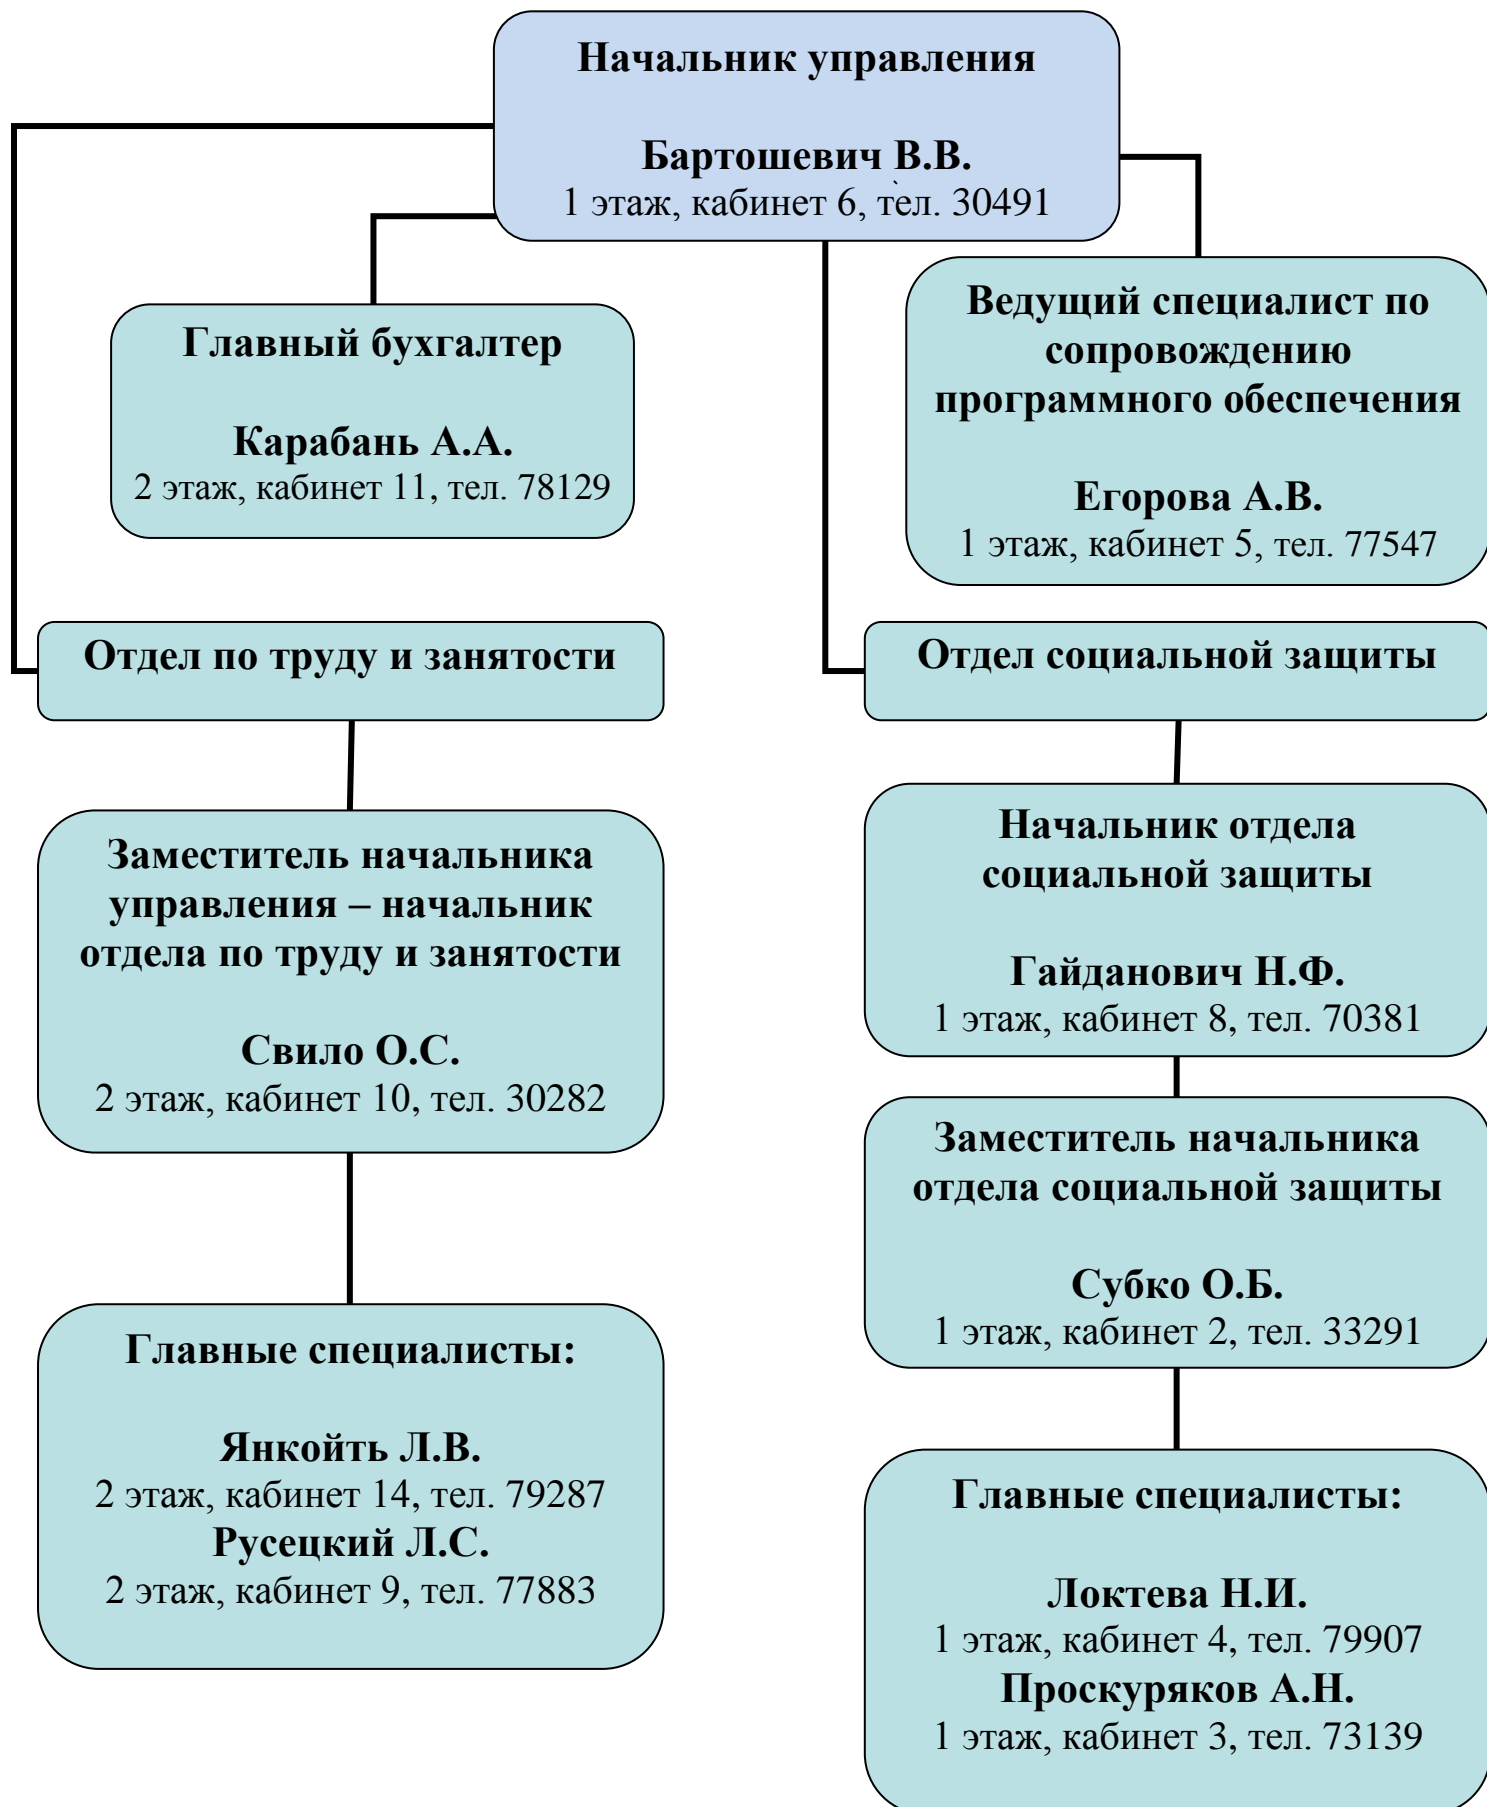 Начальник управления
Бартошевич В.В.
1 этаж, кабинет 6, тел. 30491
Главный бухгалтер
Карабань А.А.
2 этаж, кабинет 11, тел. 78129
Ведущий специалист по
сопровождению
программного обеспечения
Егорова А.В.
1 этаж, кабинет 5, тел. 77547
Отдел по труду и занятости
Отдел социальной защиты
Заместитель начальника
управления – начальник
отдела по труду и занятости
Свило О.С.
2 этаж, кабинет 10, тел. 30282
Главные специалисты:
Янкойть Л.В.
2 этаж, кабинет 14, тел. 79287
Русецкий Л.С.
2 этаж, кабинет 9, тел. 77883
Начальник отдела
социальной защиты
Гайданович Н.Ф.
1 этаж, кабинет 8, тел. 70381
Заместитель начальника
отдела социальной защиты
Субко О.Б.
1 этаж, кабинет 2, тел. 33291
Главные специалисты:
Локтева Н.И.
1 этаж, кабинет 4, тел. 79907
Проскуряков А.Н.
1 этаж, кабинет 3, тел. 73139